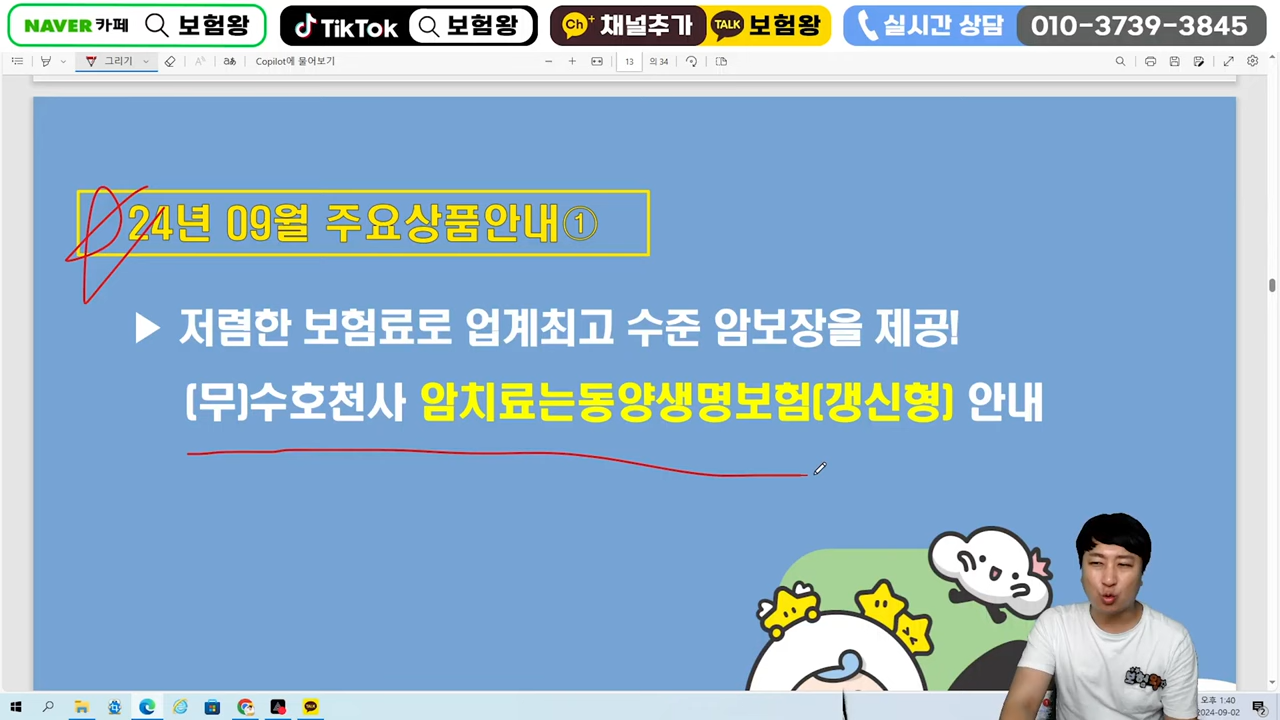 NAVER 카페 보험왕
TikTok 보험왕
Ch+ 채널추가 TALK 보험왕
실시간 상담 010-3739-3845
그리기 aあ Copilot에 물어보기 13 의 34
24년 09월 주요상품안내①
▶ 저렴한 보험료로 업계최고 수준 암보장을 제공!
(무)수호천사 암치료는동양생명보험(갱신형) 안내
보험왕
오후 1:40
2024-09-02